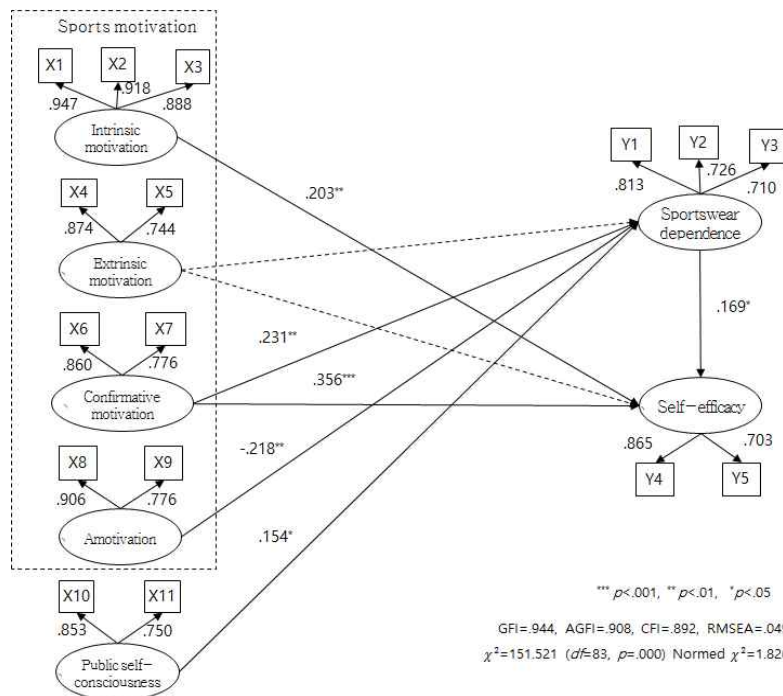 Sports motivation
X1
X2
X3
.947
.918
.888
Intrinsic
motivation
X4
X5
.874
.744
Extrinsic
motivation
X6
X7
.860
.776
Confirmative
motivation
X8
X9
.906
.776
Amotivation
X10
X11
.853
.750
Public self-
consciousness
.203**
.231**
.356***
-.218**
.154*
Y1
Y2
Y3
.813
.726
.710
Sportswear
dependence
.169*
Self-efficacy
.865
.703
Y4
Y5
*** p<.001, ** p<.01, *p<.05
GFI=.944, AGFI=.908, CFI=.892, RMSEA=.04
χ²=151.521 (df=83, p=.000) Normed χ²=1.82